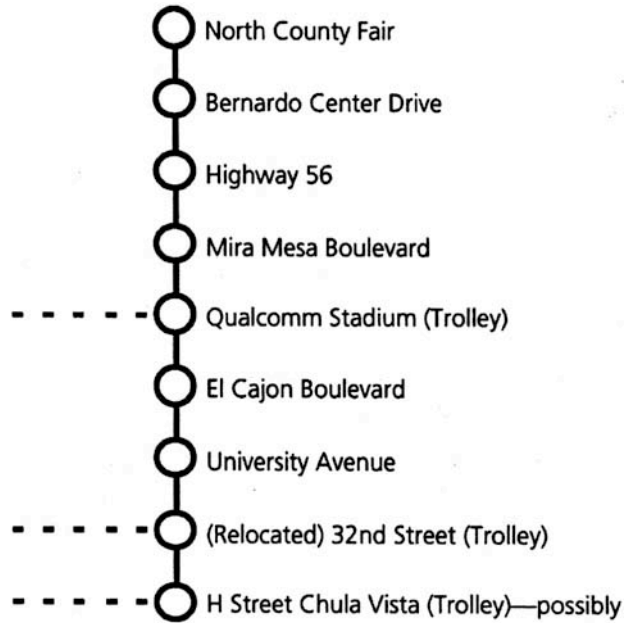 North County Fair
Bernardo Center Drive
Highway 56
Mira Mesa Boulevard
Qualcomm Stadium (Trolley)
El Cajon Boulevard
University Avenue
(Relocated) 32nd Street (Trolley)
H Street Chula Vista (Trolley)—possibly